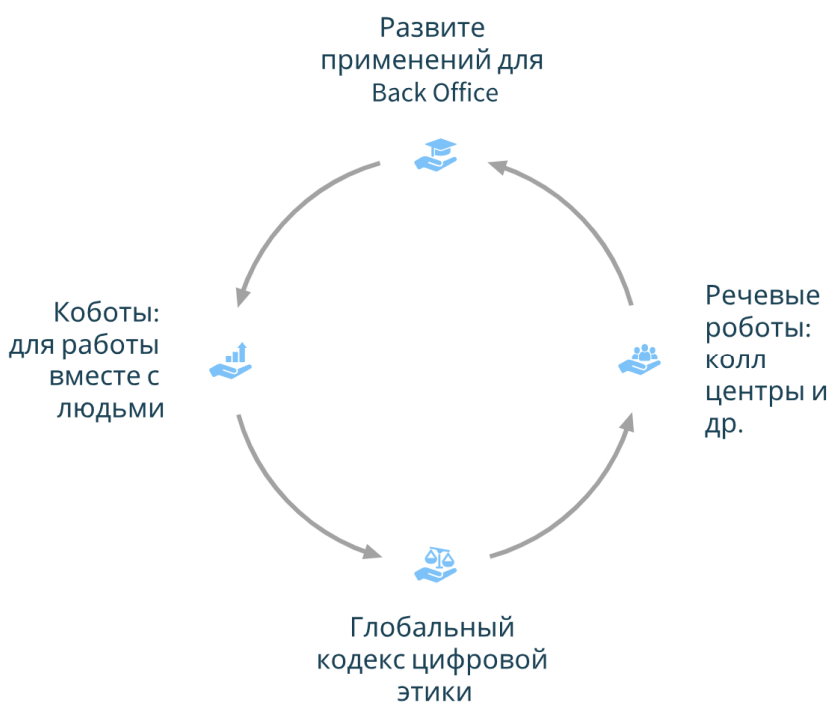 Развите
применений для
Back Office
Коботы:
для работы
вместе с
людьми
Речевые
роботы:
колл
центры и
др.
Глобальный
кодекс цифровой
этики